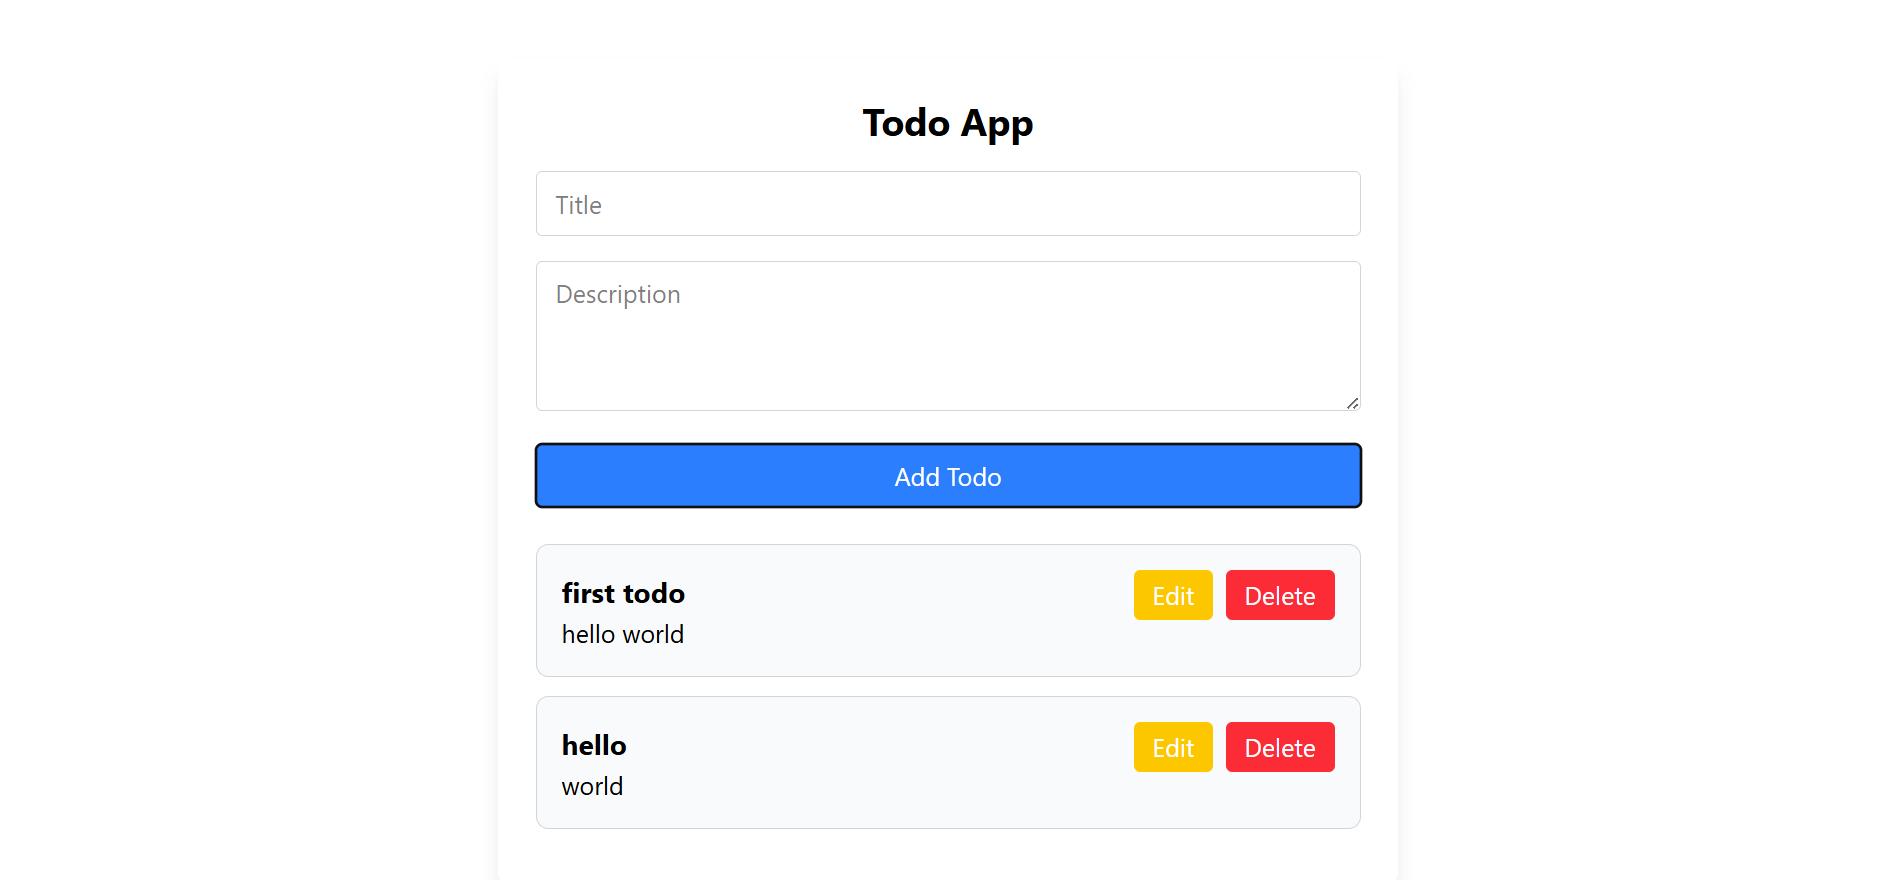 Todo App
Title
Description
Add Todo
first todo
Edit
Delete
hello world
hello
Edit
Delete
world